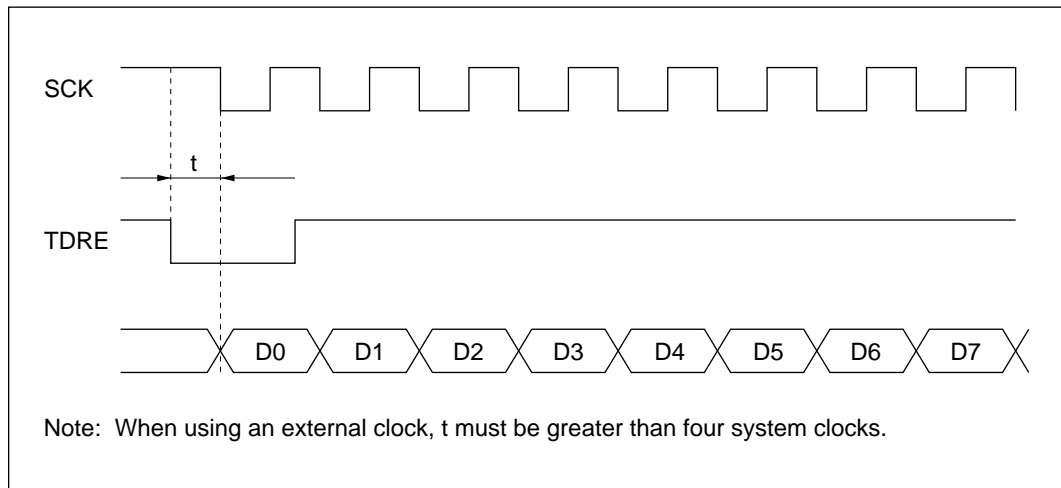 SCK
t
TDRE
D0 D1 D2 D3 D4 D5 D6 D7
Note: When using an external clock, t must be greater than four system clocks.